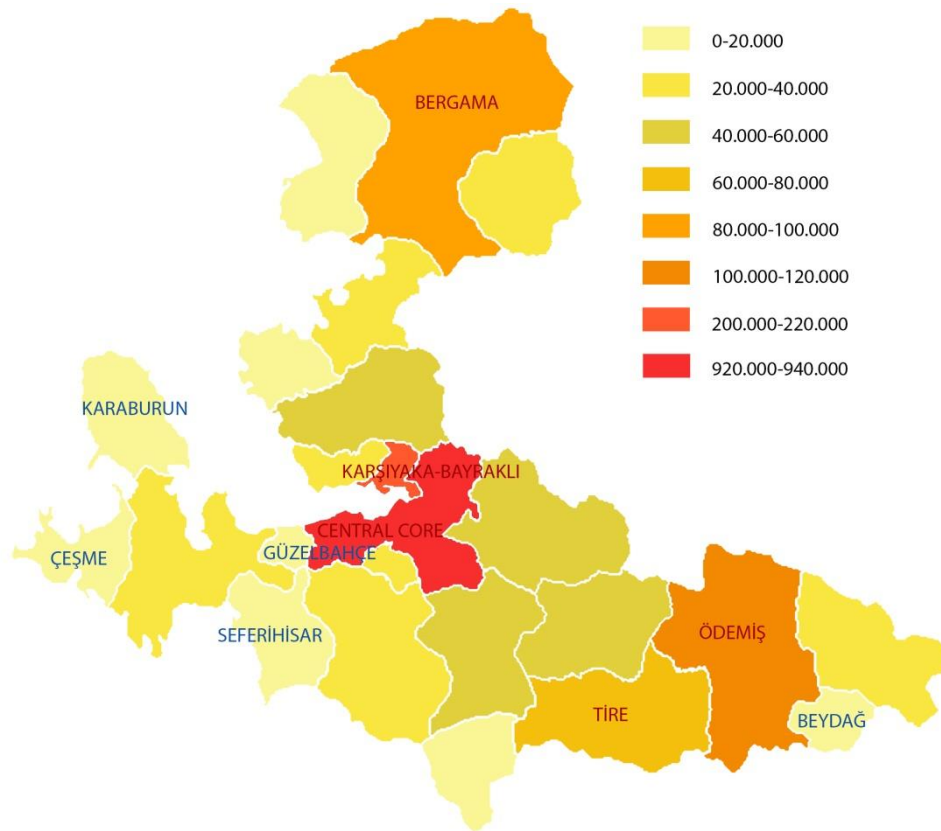 0-20.000
BERGAMA
20.000-40.000
40.000-60.000
60.000-80.000
80.000-100.000
100.000-120.000
200.000-220.000
920.000-940.000
KARABURUN
KARŞIYAKA-BAYRAKLI
CENTRAL CORE
GÜZELBAHÇE
ÇEŞME
SEFERİHİSAR
ÖDEMİŞ
TİRE
BEYDAĞ